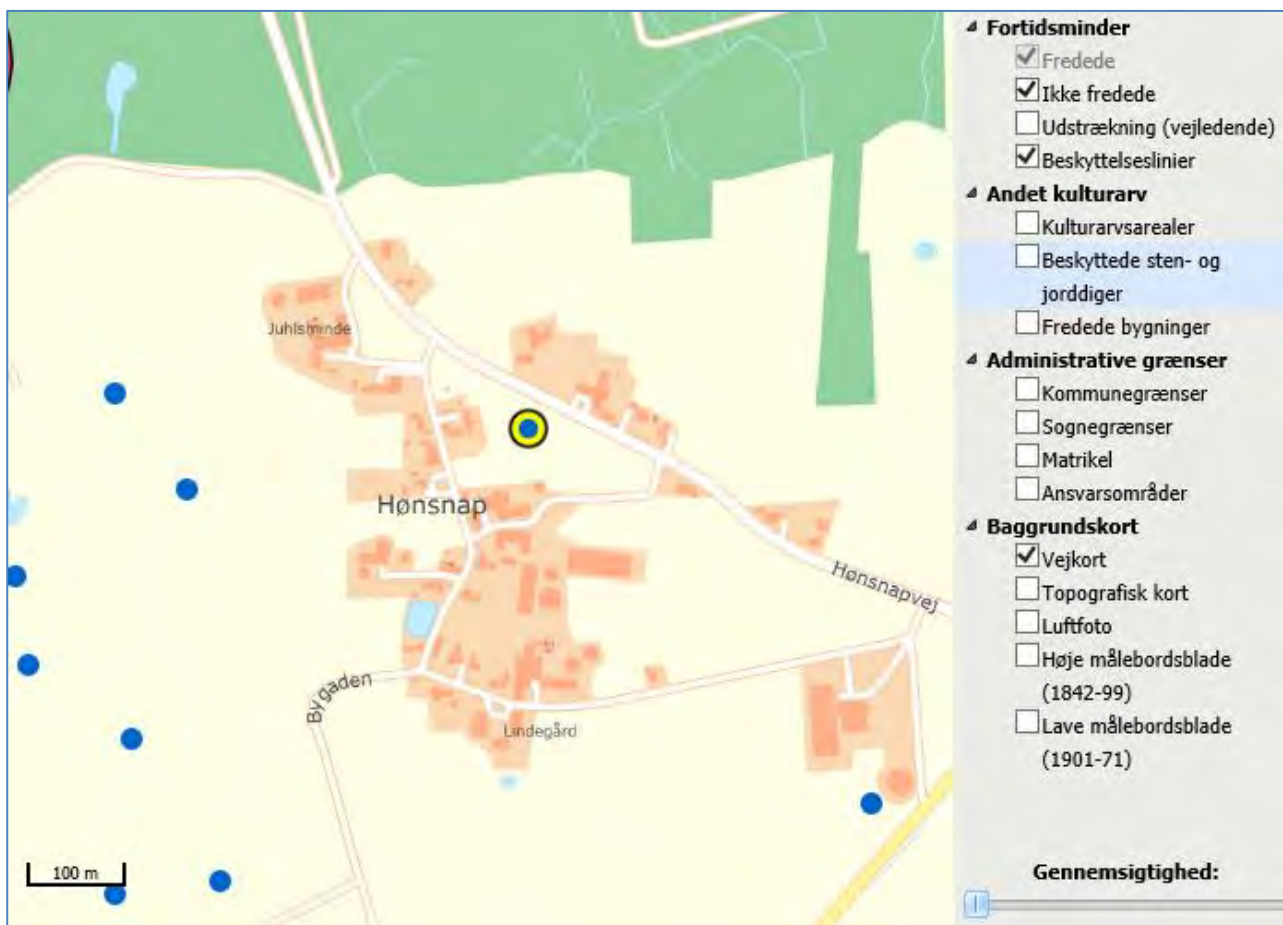 Juhlsminde
Hønsnap
Hønsnapvej
Bygaden
Lindegård
100 m
Fortidsminder
Fredede
Ikke fredede
Udstrækning (vejledende)
Beskyttelseslinier
Andet kulturarv
Kulturarvsarealer
Beskyttede sten- og
jorddiger
Fredede bygninger
Administrative grænser
Kommunegrænser
Sognegrænser
Matrikel
Ansvarsområder
Baggrundskort
Vejkort
Topografisk kort
Luftfoto
Høje målebordsblade
(1842-99)
Lave målebordsblade
(1901-71)
Gennemsigtighed: